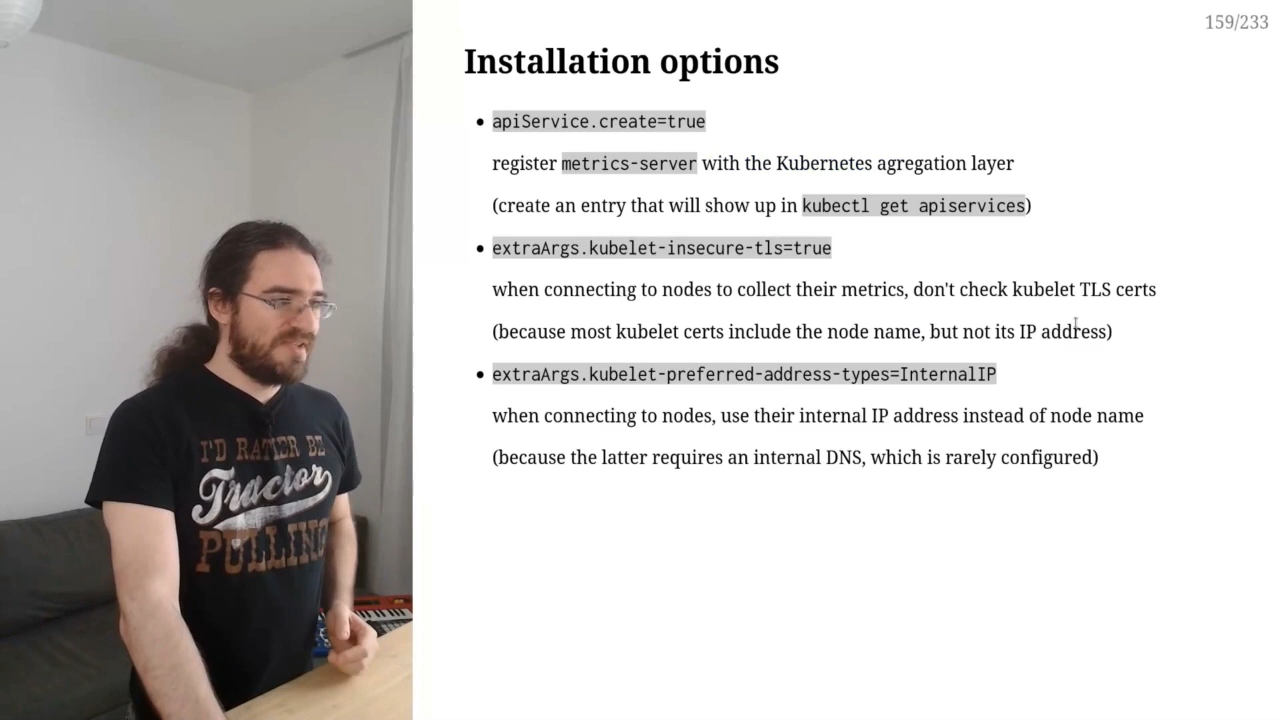 159/233
Installation options
apiService.create=true
register metrics-server with the Kubernetes agregation layer
(create an entry that will show up in kubectl get apiservices)
extraArgs.kubelet-insecure-tls=true
when connecting to nodes to collect their metrics, don't check kubelet TLS certs
(because most kubelet certs include the node name, but not its IP address)
extraArgs.kubelet-preferred-address-types=InternalIP
when connecting to nodes, use their internal IP address instead of node name
(because the latter requires an internal DNS, which is rarely configured)
I'D RATHER BE
Tractor
PULLING